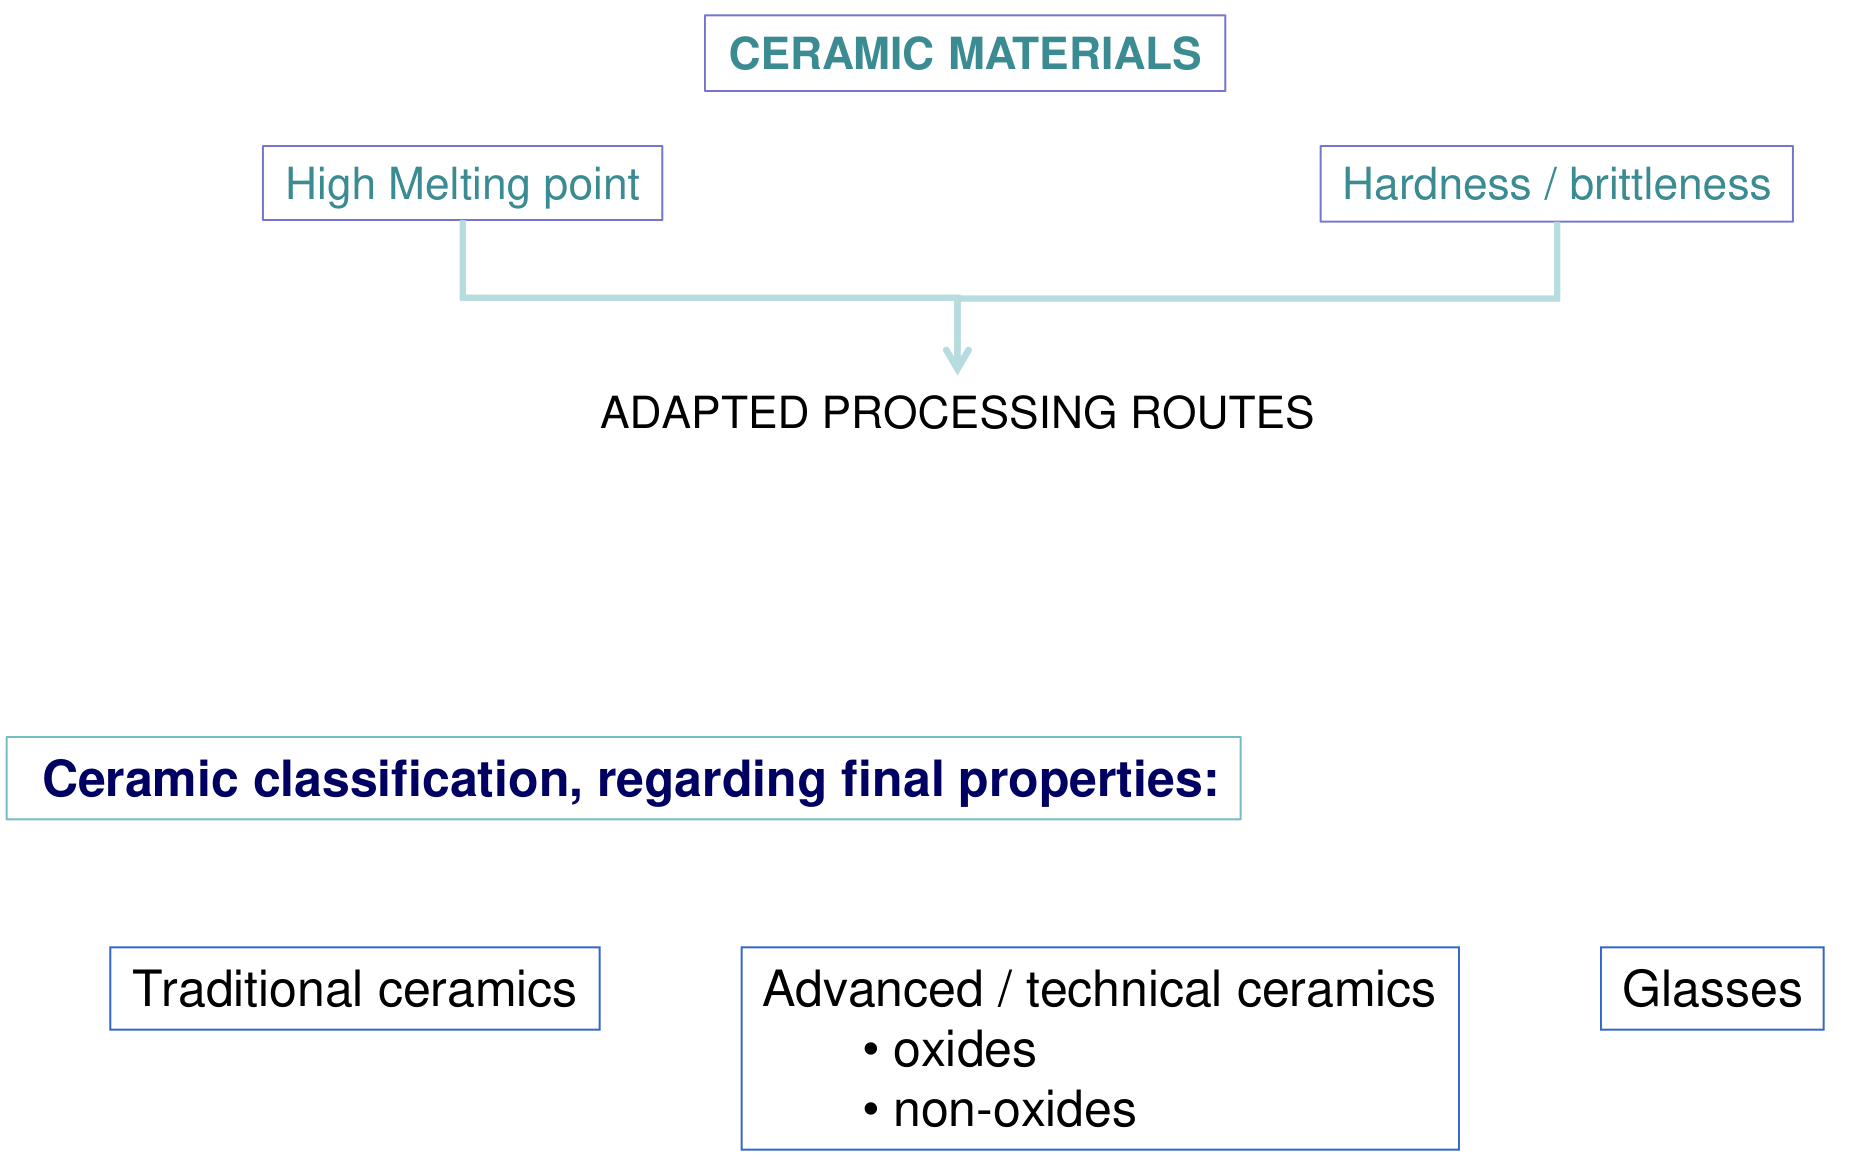 CERAMIC MATERIALS
High Melting point
Hardness / brittleness
ADAPTED PROCESSING ROUTES
Ceramic classification, regarding final properties:
Traditional ceramics
Advanced / technical ceramics
• oxides
• non-oxides
Glasses